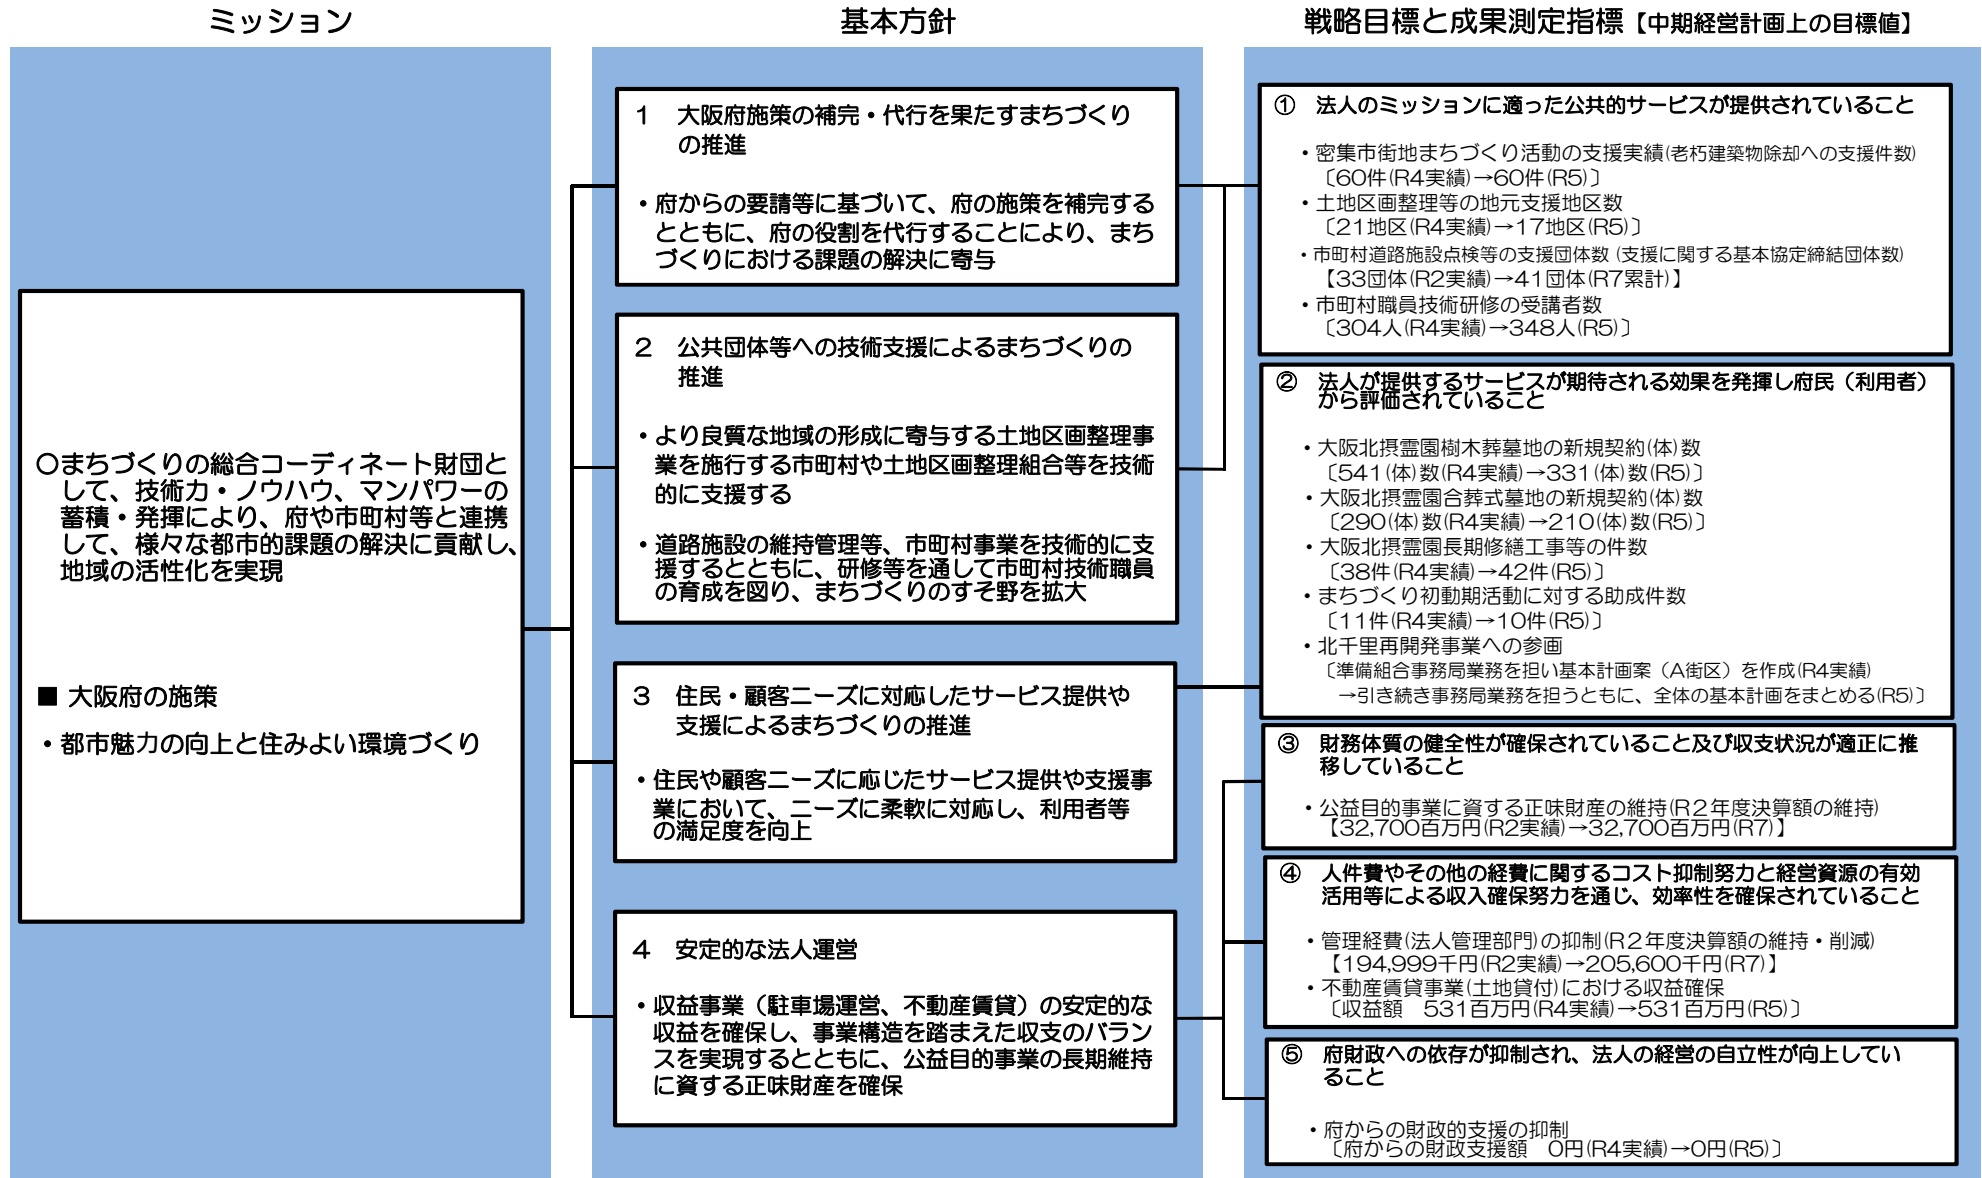 ミッション
〇まちづくりの総合コーディネート財団と
して、技術力・ノウハウ、マンパワーの
蓄積・発揮により、府や市町村等と連携
して、様々な都市的課題の解決に貢献し、
地域の活性化を実現
■ 大阪府の施策
・都市魅力の向上と住みよい環境づくり
基本方針
1　大阪府施策の補完・代行を果たすまちづくり
の推進
・府からの要請等に基づいて、府の施策を補完する
とともに、府の役割を代行することにより、まち
づくりにおける課題の解決に寄与
2　公共団体等への技術支援によるまちづくりの
推進
・より良質な地域の形成に寄与する土地区画整理事
業を施行する市町村や土地区画整理組合等を技術
的に支援する
・道路施設の維持管理等、市町村事業を技術的に支
援するとともに、研修等を通して市町村技術職員
の育成を図り、まちづくりのすそ野を拡大
3　住民・顧客ニーズに対応したサービス提供や
支援によるまちづくりの推進
・住民や顧客ニーズに応じたサービス提供や支援事
業において、ニーズに柔軟に対応し、利用者等
の満足度を向上
4　安定的な法人運営
・収益事業（駐車場運営、不動産賃貸）の安定的な
収益を確保し、事業構造を踏まえた収支のバラン
スを実現するとともに、公益目的事業の長期維持
に資する正味財産を確保
戦略目標と成果測定指標【中期経営計画上の目標値】
①　法人のミッションに適った公共的サービスが提供されていること
・密集市街地まちづくり活動の支援実績(老朽建築物除却への支援件数)
〔60件(R4実績)→60件(R5)〕
・土地区画整理等の地元支援地区数
〔21地区(R4実績)→17地区(R5)〕
・市町村道路施設点検等の支援団体数 (支援に関する基本協定締結団体数)
【33団体(R2実績)→41団体(R7累計)】
・市町村職員技術研修の受講者数
〔304人(R4実績)→348人(R5)〕
②　法人が提供するサービスが期待される効果を発揮し府民（利用者）
から評価されていること
・大阪北摂霊園樹木葬墓地の新規契約(体)数
〔541(体)数(R4実績)→331(体)数(R5)〕
・大阪北摂霊園合葬式墓地の新規契約(体)数
〔290(体)数(R4実績)→210(体)数(R5)〕
・大阪北摂霊園長期修繕工事等の件数
〔38件(R4実績)→42件(R5)〕
・まちづくり初動期活動に対する助成件数
〔11件(R4実績)→10件(R5)〕
・北千里再開発事業への参画
〔準備組合事務局業務を担い基本計画案（A街区）を作成(R4実績)
→引き続き事務局業務を担うともに、全体の基本計画をまとめる(R5)〕
③　財務体質の健全性が確保されていること及び収支状況が適正に推
移していること
・公益目的事業に資する正味財産の維持(R２年度決算額の維持)
【32,700百万円(R2実績)→32,700百万円(R7)】
④　人件費やその他の経費に関するコスト抑制努力と経営資源の有効
活用等による収入確保努力を通じ、効率性を確保されていること
・管理経費(法人管理部門)の抑制(R２年度決算額の維持・削減)
【194,999千円(R2実績)→205,600千円(R7)】
・不動産賃貸事業(土地貸付)における収益確保
〔収益額　531百万円(R4実績)→531百万円(R5)〕
⑤　府財政への依存が抑制され、法人の経営の自立性が向上してい
ること
・府からの財政的支援の抑制
〔府からの財政支援額　0円(R4実績)→0円(R5)〕